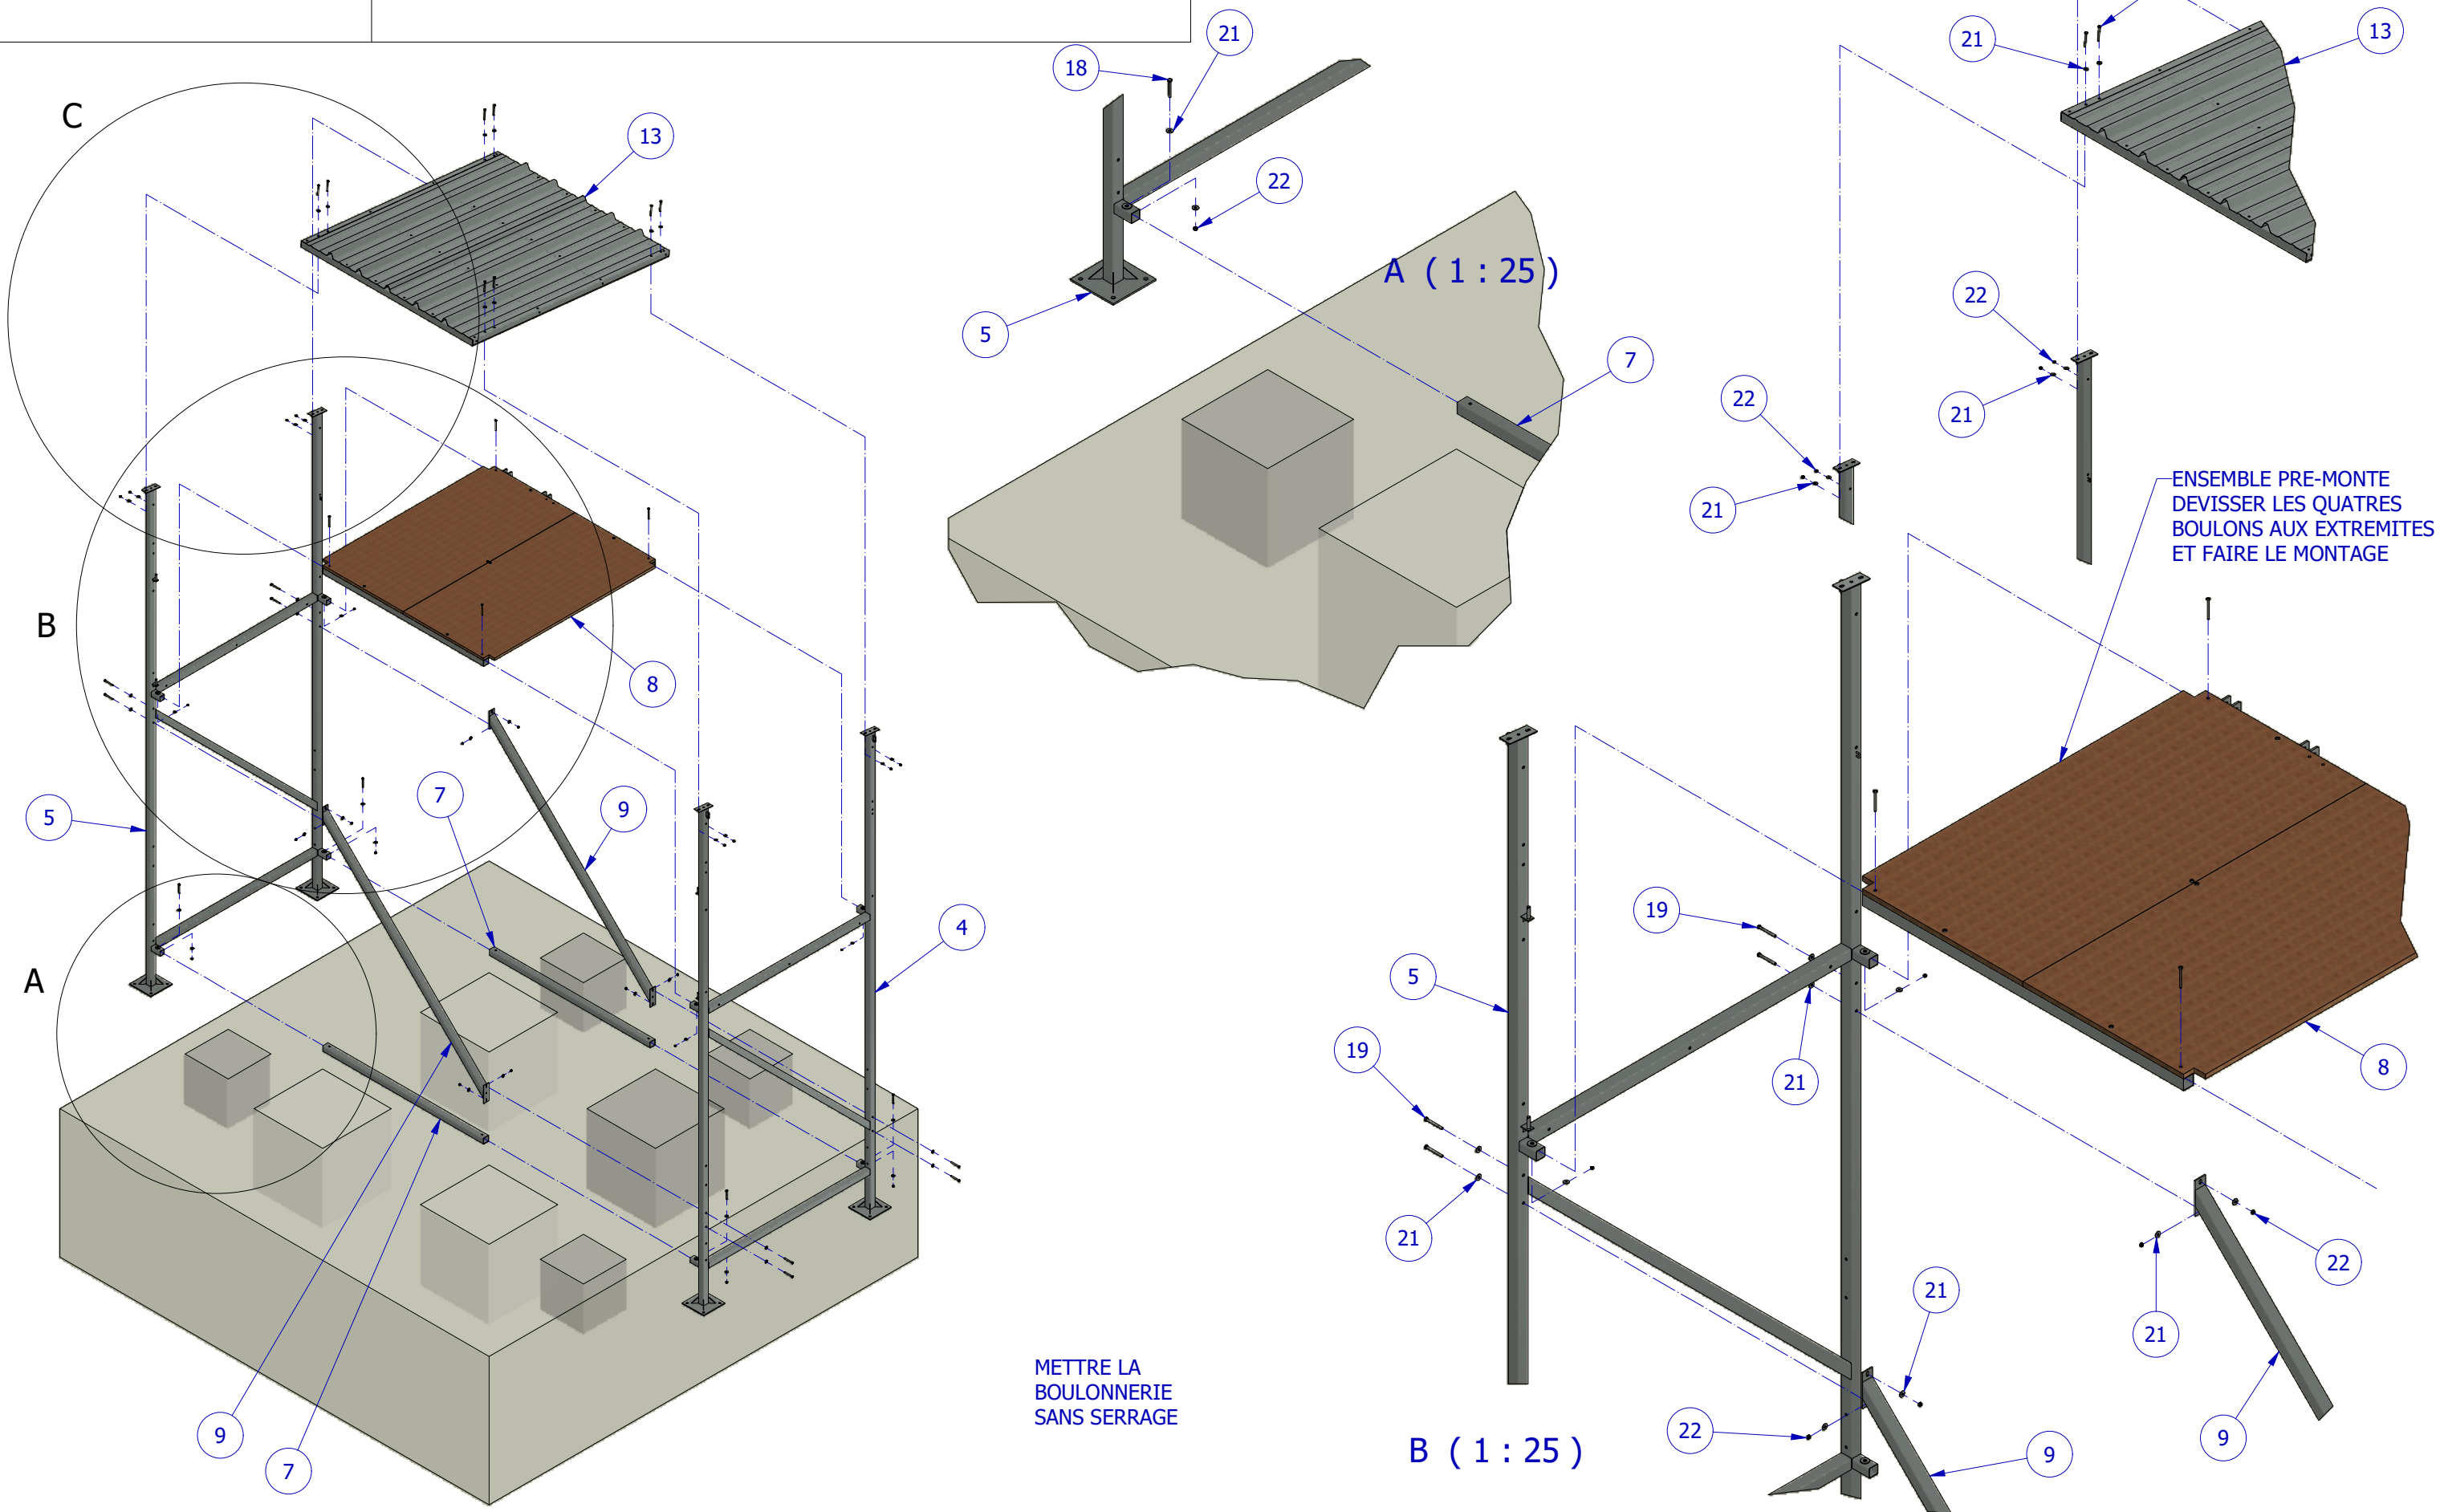 C
13
B
8
5
7
9
4
A
9
7
METTRE LA
BOULONNERIE
SANS SERRAGE
21
18
22
A ( 1 : 25 )
5
7
21
13
22
21
22
21
ENSEMBLE PRE-MONTE
DEVISSER LES QUATRES
BOULONS AUX EXTREMITES
ET FAIRE LE MONTAGE
19
5
19
21
8
21
22
21
21
22
9
9
B ( 1 : 25 )